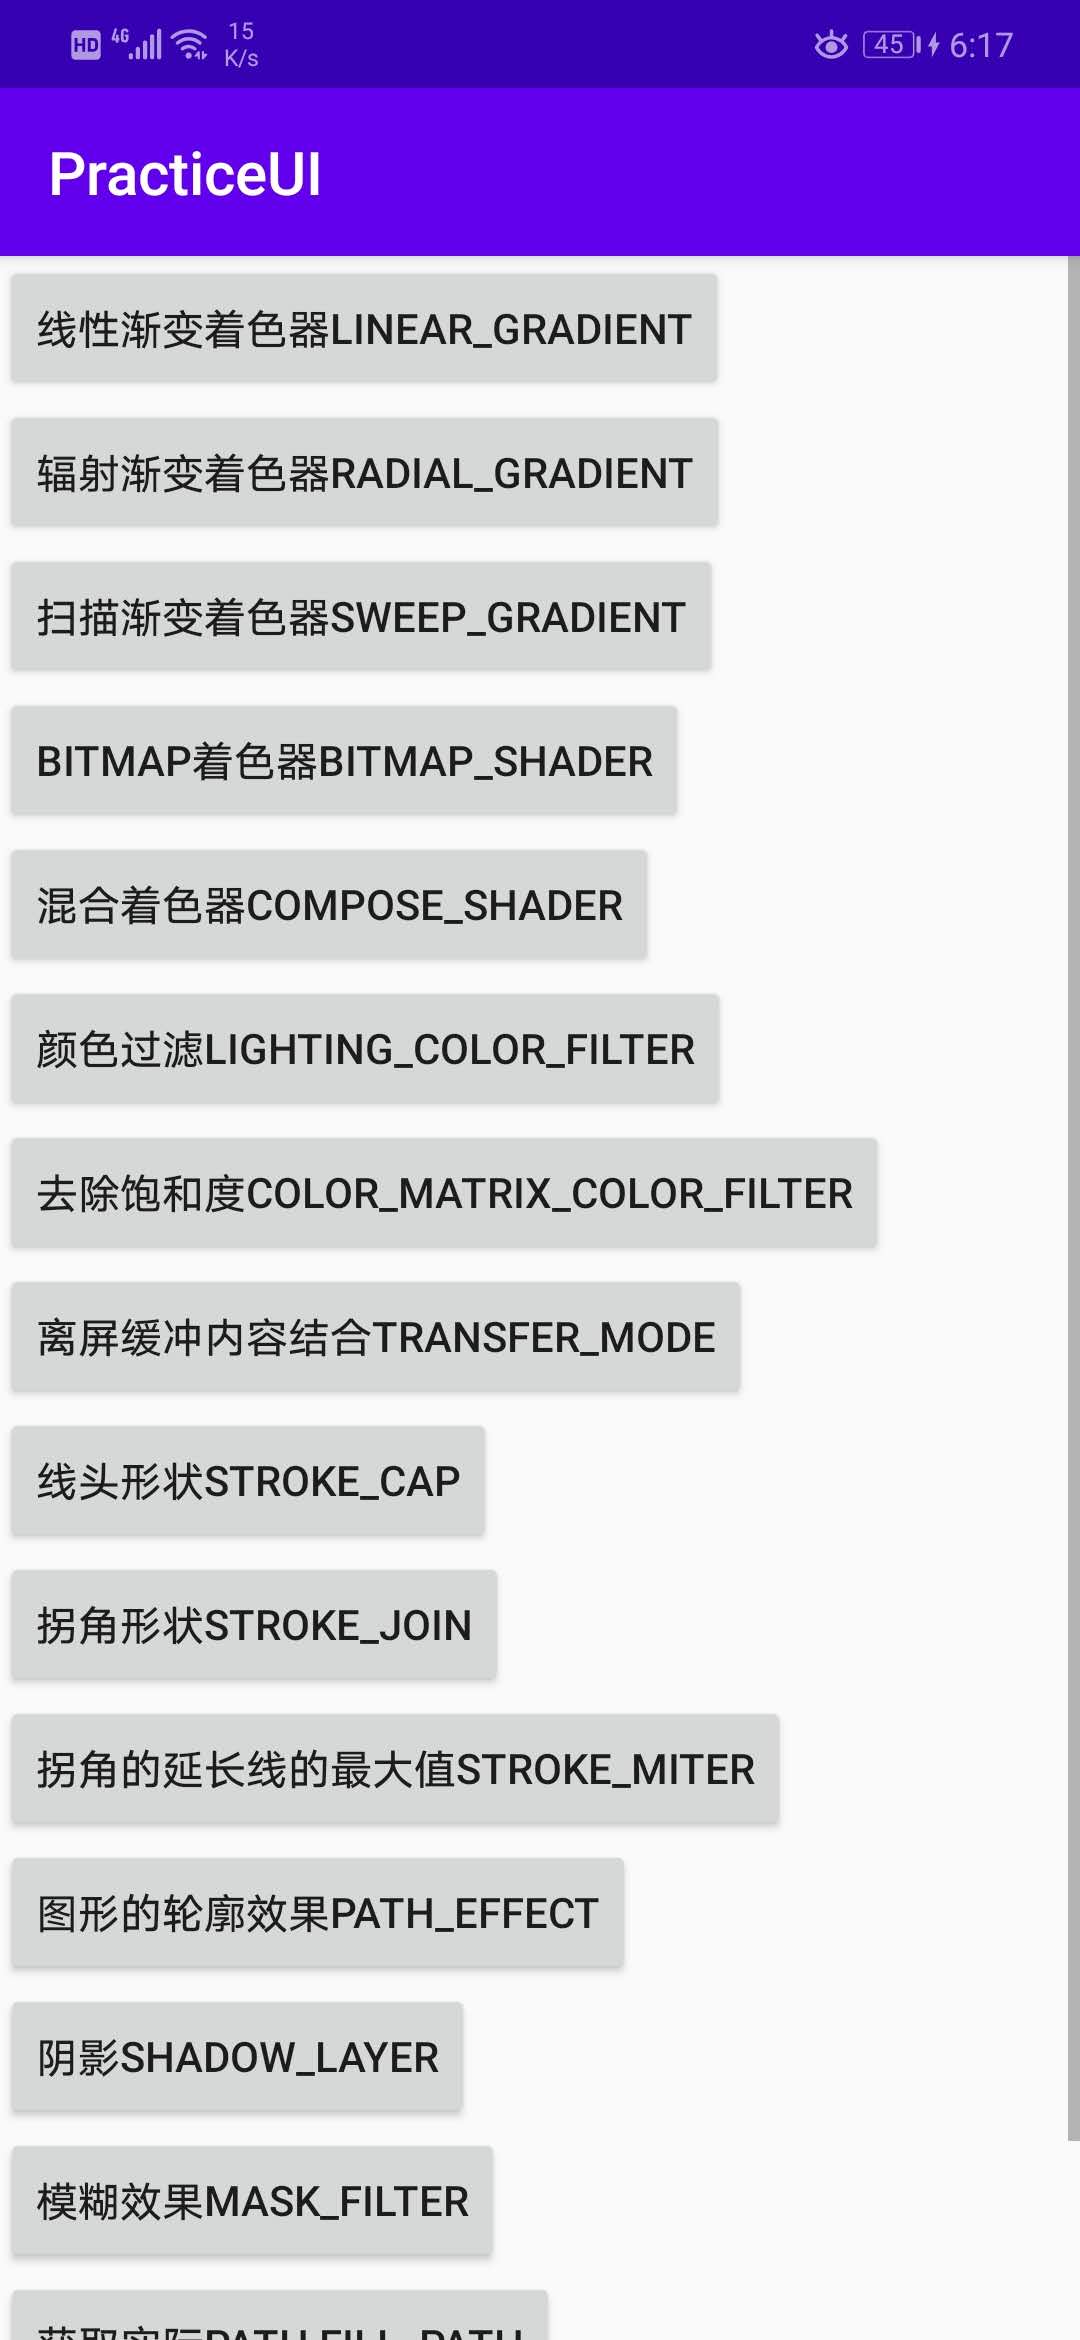 HD 4G 15 K/s 45 6:17
PracticeUI
线性渐变着色器LINEAR_GRADIENT
辐射渐变着色器RADIAL_GRADIENT
扫描渐变着色器SWEEP_GRADIENT
BITMAP着色器BITMAP_SHADER
混合着色器COMPOSE_SHADER
颜色过滤LIGHTING_COLOR_FILTER
去除饱和度COLOR_MATRIX_COLOR_FILTER
离屏缓冲内容结合TRANSFER_MODE
线头形状STROKE_CAP
拐角形状STROKE_JOIN
拐角的延长线的最大值STROKE_MITER
图形的轮廓效果PATH_EFFECT
阴影SHADOW_LAYER
模糊效果MASK_FILTER
获取实际PATH FILL_PATH